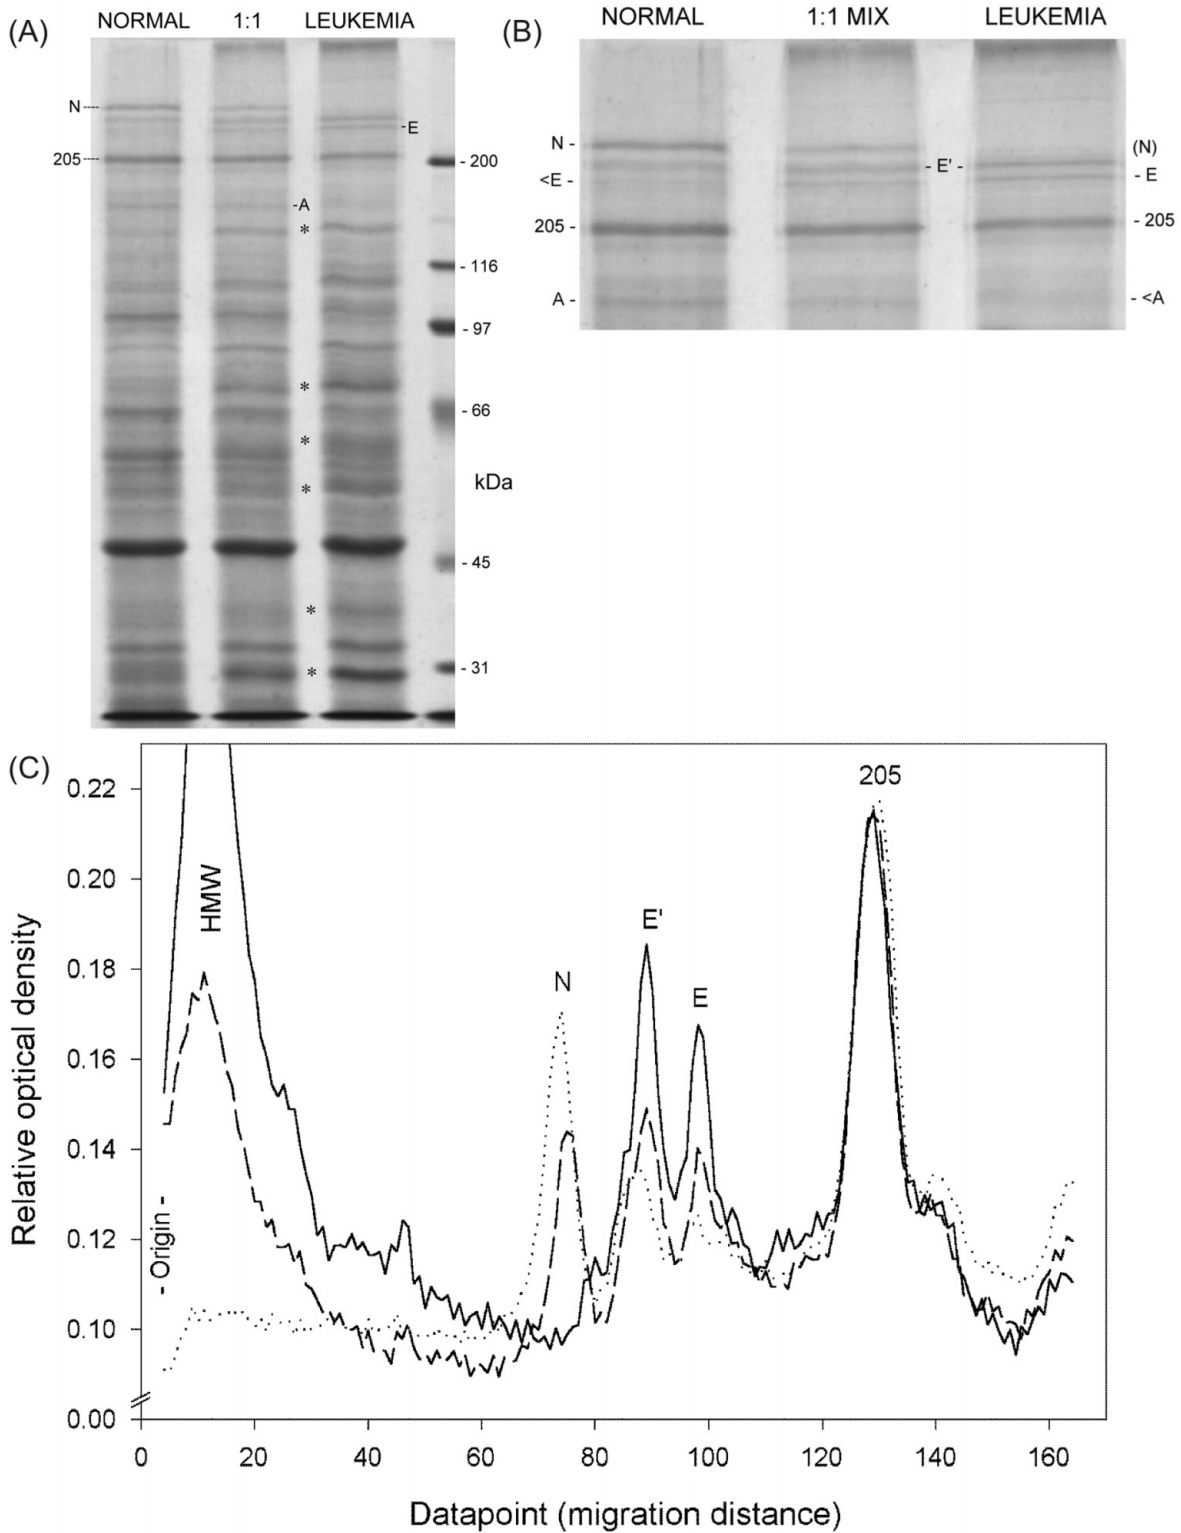 (A)
NORMAL 1:1 LEUKEMIA
N
- E
205
- 200
- A
*
- 116
- 97
*
- 66
*
kDa
*
- 45
*
- 31
*
(B)
NORMAL 1:1 MIX LEUKEMIA
N - (N)
- E' -
<E - - E
205 - - 205
A - - <A
(C)
205
0.22
HMW
0.20
E'
0.18
N E
0.16
0.14
0.12
0.10
0.00
- Origin -
Relative optical density
0 20 40 60 80 100 120 140 160
Datapoint (migration distance)